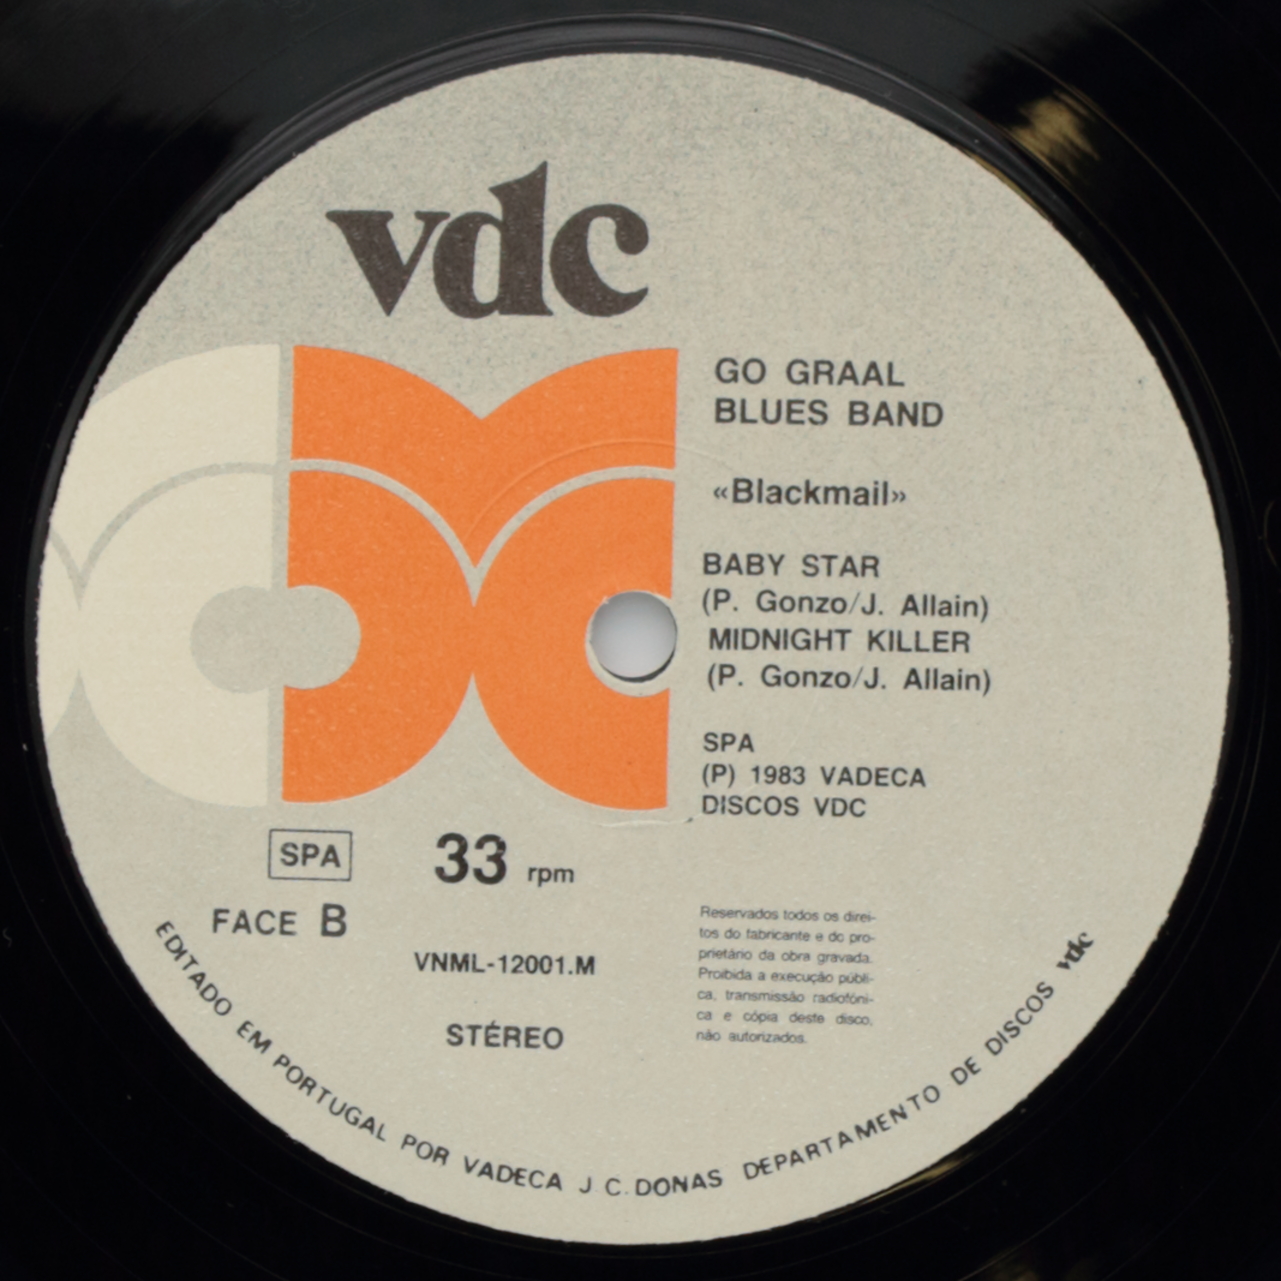 vdc
GO GRAAL
BLUES BAND
«Blackmail»
BABY STAR
(P. Gonzo/J. Allain)
MIDNIGHT KILLER
(P. Gonzo/J. Allain)
SPA
(P) 1983 VADECA
DISCOS VDC
SPA
33 rpm
FACE B
VNML-12001.M
STÉREO
Reservados todos os direi-
tos do fabricante e do pro-
prietário da obra gravada.
Proibida a execução públi-
ca, transmissão radiofóni-
ca e cópia deste disco,
não autorizados.
EDITADO EM PORTUGAL POR VADECA J.C. DONAS DEPARTAMENTO DE DISCOS vdc